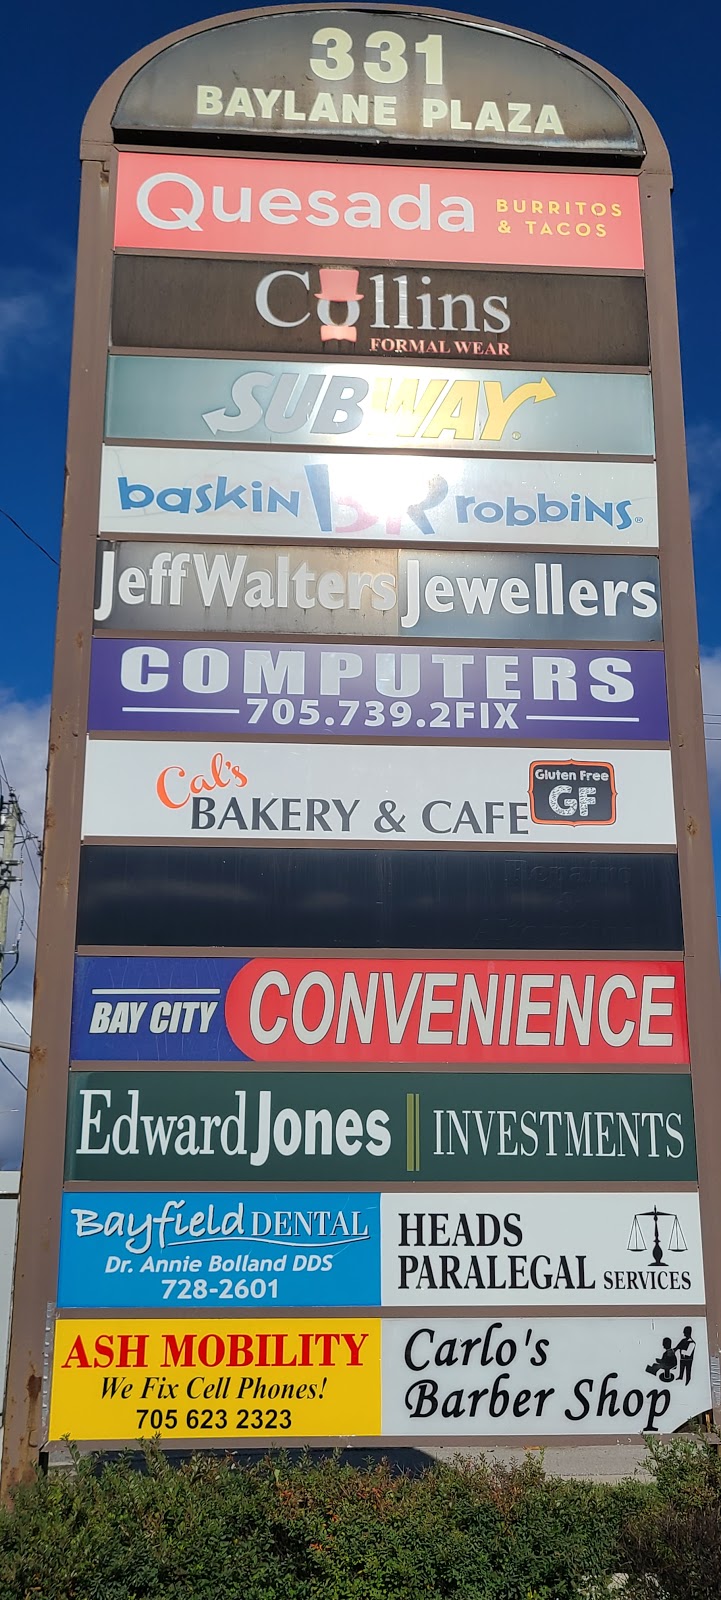 331
BAYLANE PLAZA
Quesada BURRITOS
& TACOS
Collins
FORMAL WEAR
SUBWAY
baskin BR robbins
Jeff Walters Jewellers
COMPUTERS
705.739.2FIX
Cal's
BAKERY & CAFE
Gluten Free
GF
BAY CITY CONVENIENCE
Edward Jones INVESTMENTS
Bayfield DENTAL
Dr. Annie Bolland DDS
728-2601
HEADS
PARALEGAL SERVICES
ASH MOBILITY
We Fix Cell Phones!
705 623 2323
Carlo's
Barber Shop